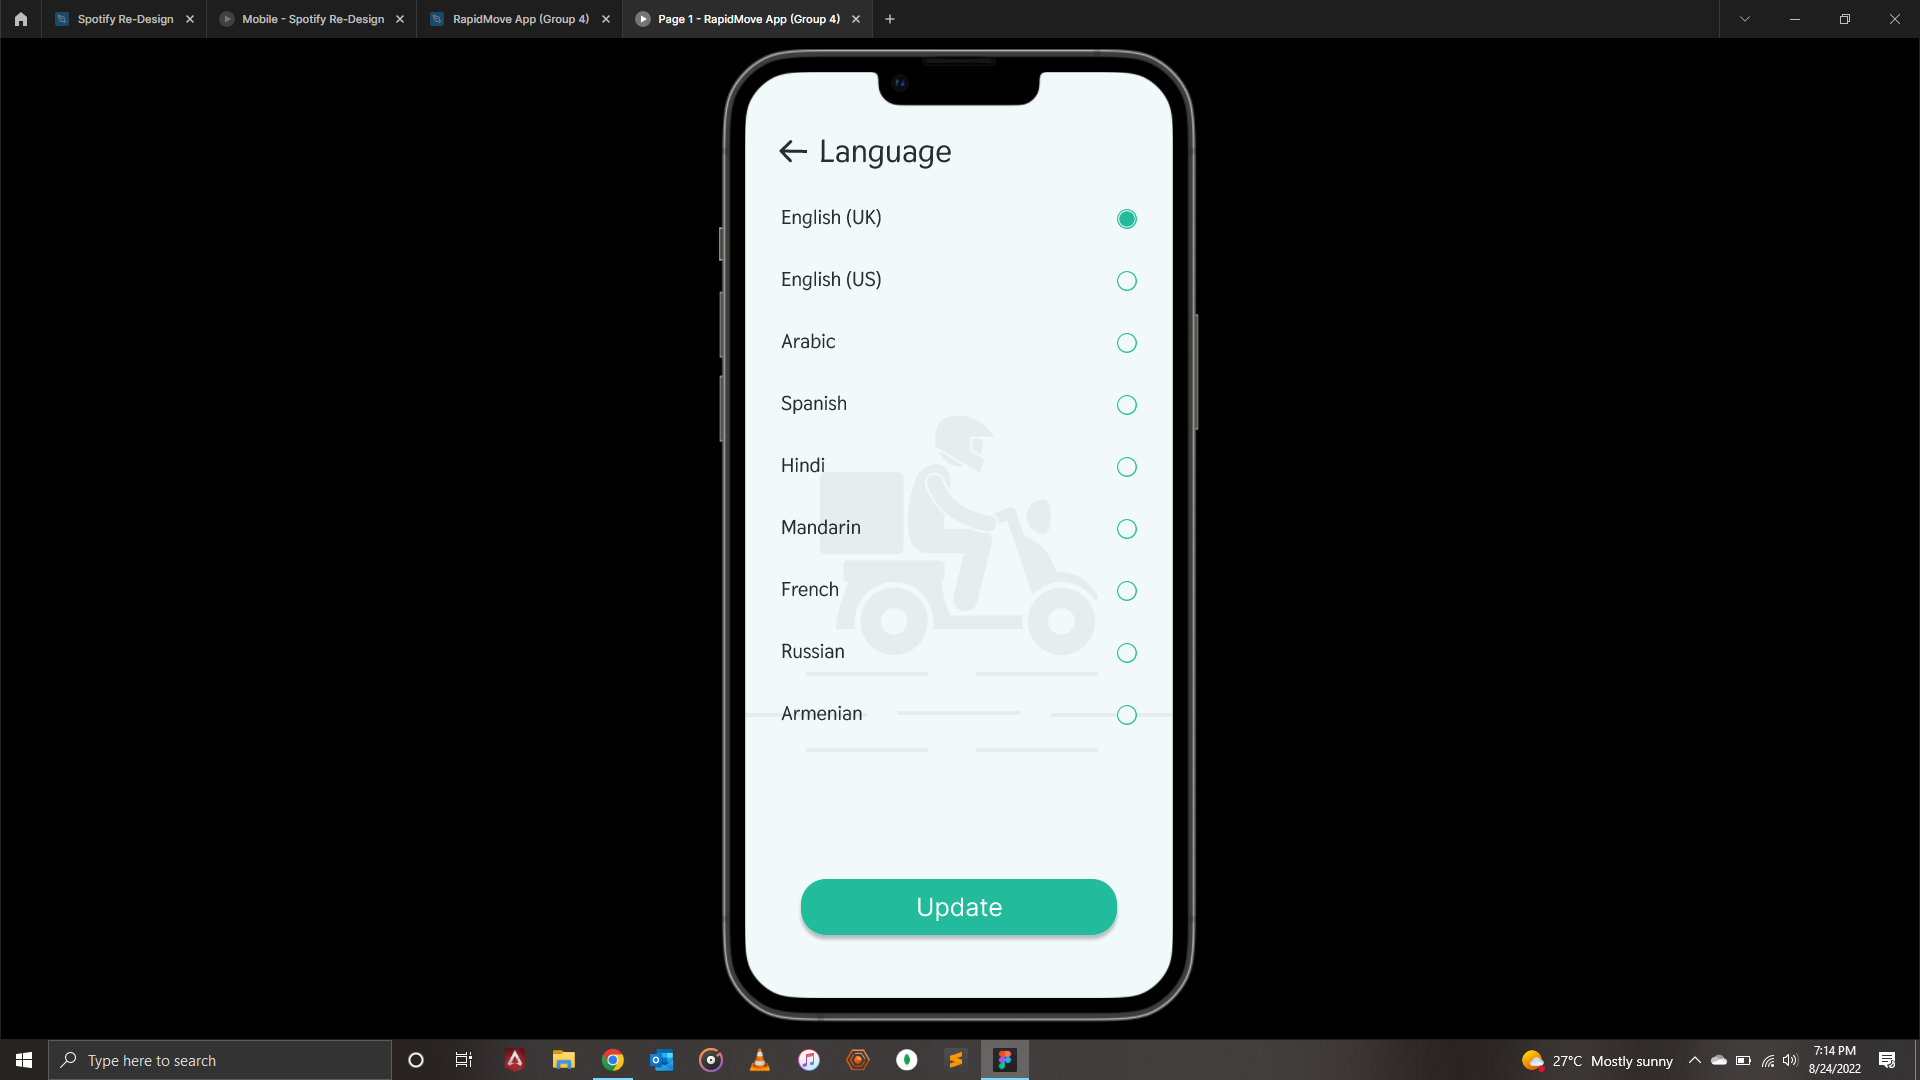 Spotify Re-Design
Mobile - Spotify Re-Design
RapidMove App (Group 4)
Page 1 - RapidMove App (Group 4)
Language
English (UK)
English (US)
Arabic
Spanish
Hindi
Mandarin
French
Russian
Armenian
Update
Type here to search
27°C Mostly sunny
7:14 PM
8/24/2022